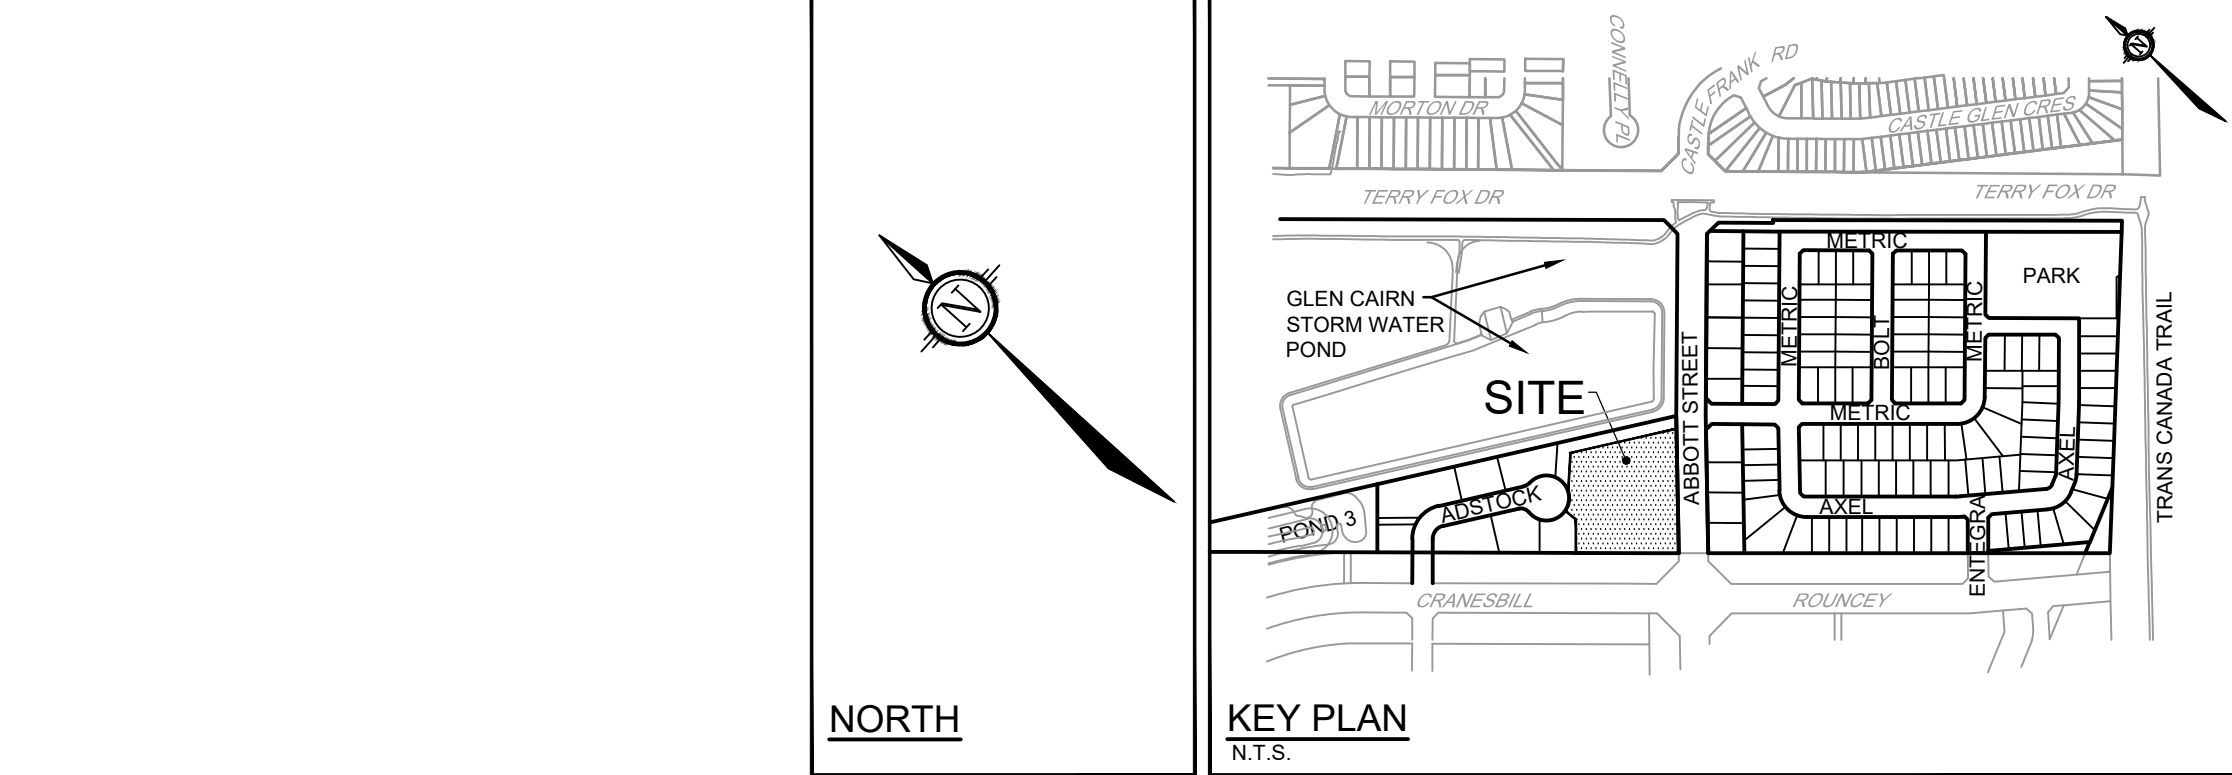 N
NORTH
N
CONNELLY PL
CASTLE FRANK RD
MORTON DR
CASTLE GLEN CRES
TERRY FOX DR
TERRY FOX DR
METRIC
PARK
GLEN CAIRN
STORM WATER
POND
METRIC
BOLT
METRIC
ABBOTT STREET
TRANS CANADA TRAIL
SITE
METRIC
AXEL
ADSTOCK
POND 3
AXEL
ENTEGRA
CRANESBILL
ROUNCEY
KEY PLAN
N.T.S.